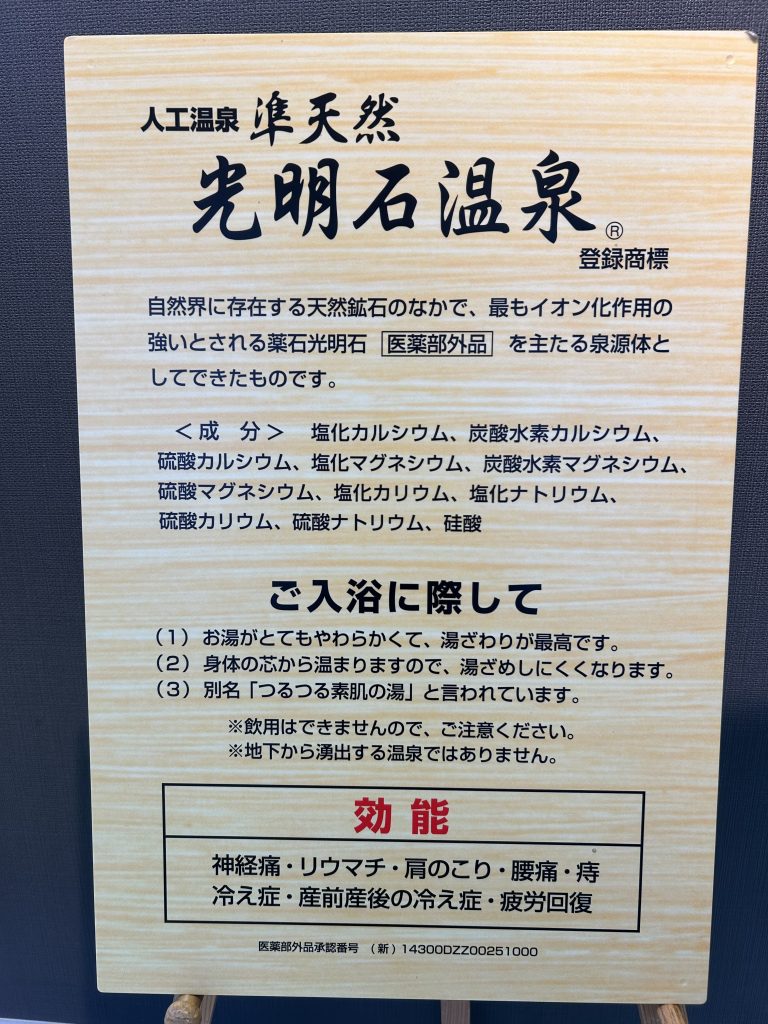 人工温泉 準天然
光明石温泉®
登録商標
自然界に存在する天然鉱石のなかで、最もイオン化作用の
強いとされる薬石光明石 医薬部外品 を主たる泉源体と
してできたものです。
＜成 分＞ 塩化カルシウム、炭酸水素カルシウム、
硫酸カルシウム、塩化マグネシウム、炭酸水素マグネシウム、
硫酸マグネシウム、塩化カリウム、塩化ナトリウム、
硫酸カリウム、硫酸ナトリウム、硅酸
ご入浴に際して
（1）お湯がとてもやわらかくて、湯ざわりが最高です。
（2）身体の芯から温まりますので、湯ざめしにくくなります。
（3）別名「つるつる素肌の湯」と言われています。
※飲用はできませんので、ご注意ください。
※地下から湧出する温泉ではありません。
効能
神経痛・リウマチ・肩のこり・腰痛・痔
冷え症・産前産後の冷え症・疲労回復
医薬部外品承認番号 （新）14300DZZ00251000